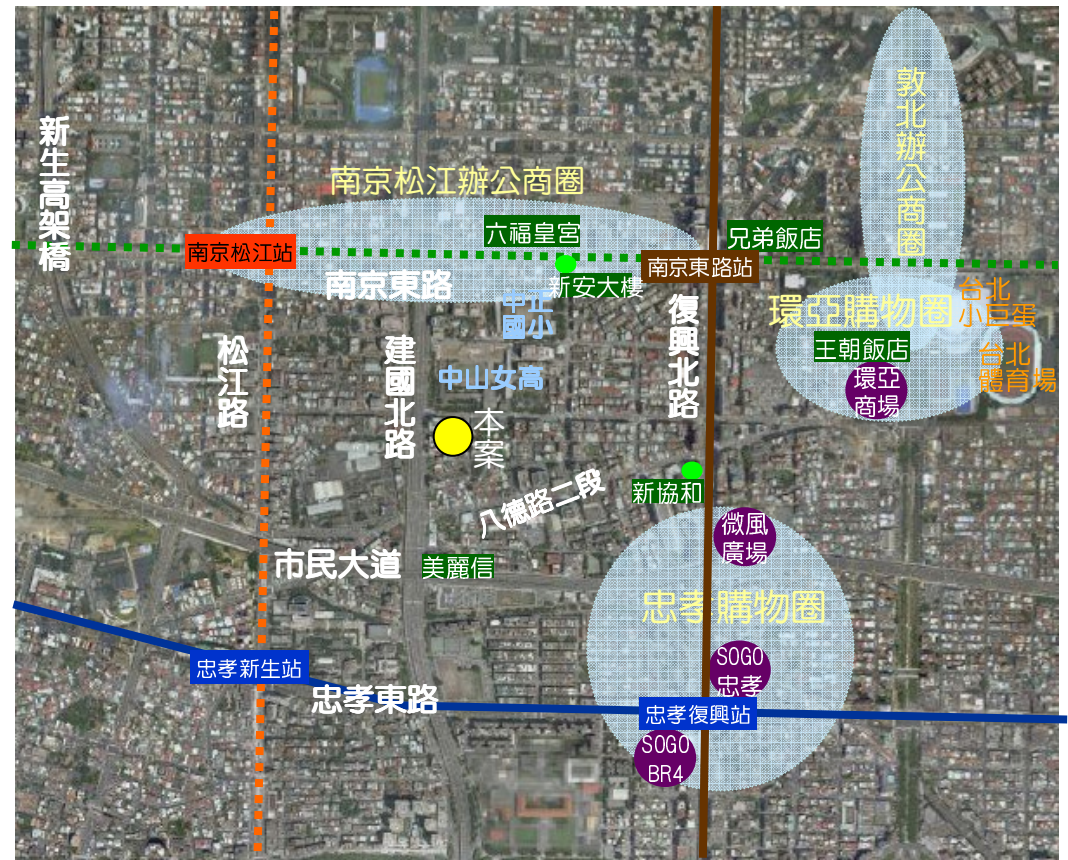 敦北辦公商圈
新生高架橋
南京松江辦公商圈
六福皇宮
兄弟飯店
南京松江站
南京東路站
南京東路
新安大樓
中正
國小
環亞購物圈
台北
小巨蛋
松江路
建國北路
復興北路
王朝飯店
台北
體育場
中山女高
環亞
商場
本案
八德路二段
新協和
微風
廣場
市民大道
美麗信
忠孝購物圈
忠孝新生站
SOGO
忠孝
忠孝東路
忠孝復興站
SOGO
BR4